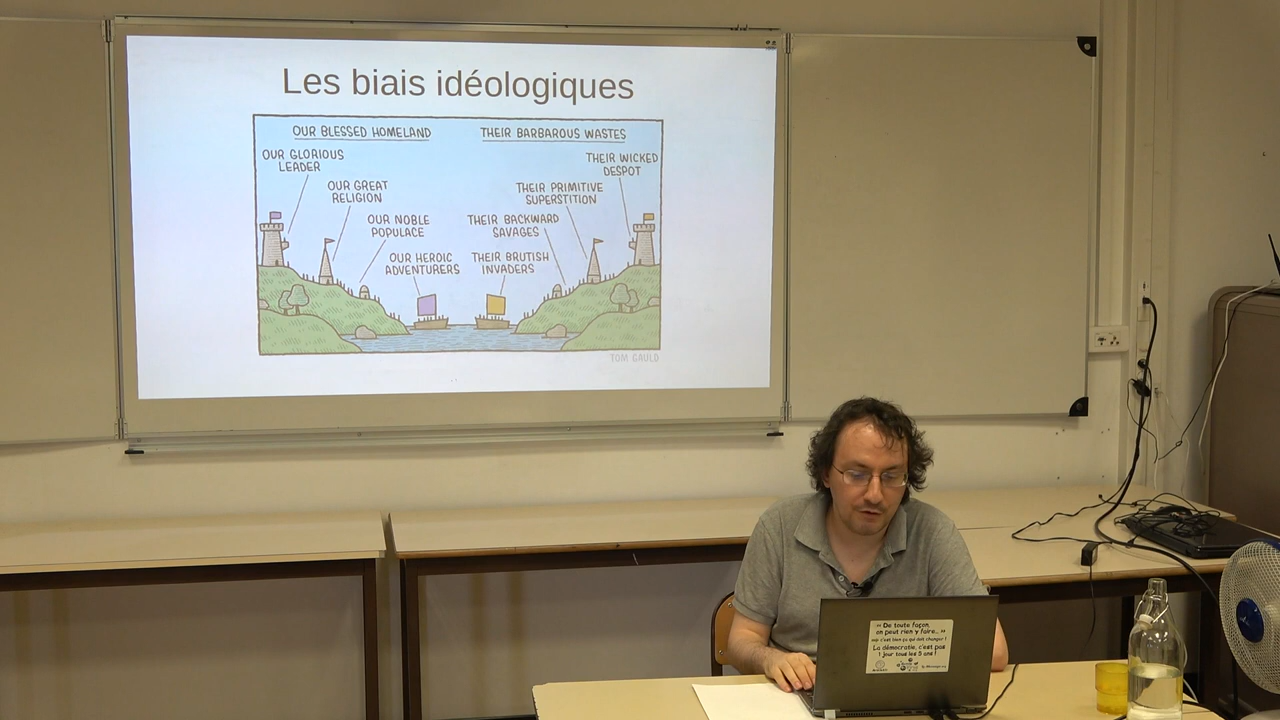 Les biais idéologiques
OUR BLESSED HOMELAND
THEIR BARBAROUS WASTES
OUR GLORIOUS
LEADER
THEIR WICKED
DESPOT
OUR GREAT
RELIGION
THEIR PRIMITIVE
SUPERSTITION
OUR NOBLE
POPULACE
THEIR BACKWARD
SAVAGES
OUR HEROIC
ADVENTURERS
THEIR BRUTISH
INVADERS
TOM GAULD
« De toute façon,
on peut rien y faire... »
La démocratie, c'est pas
1 jour tous les 5 ans !